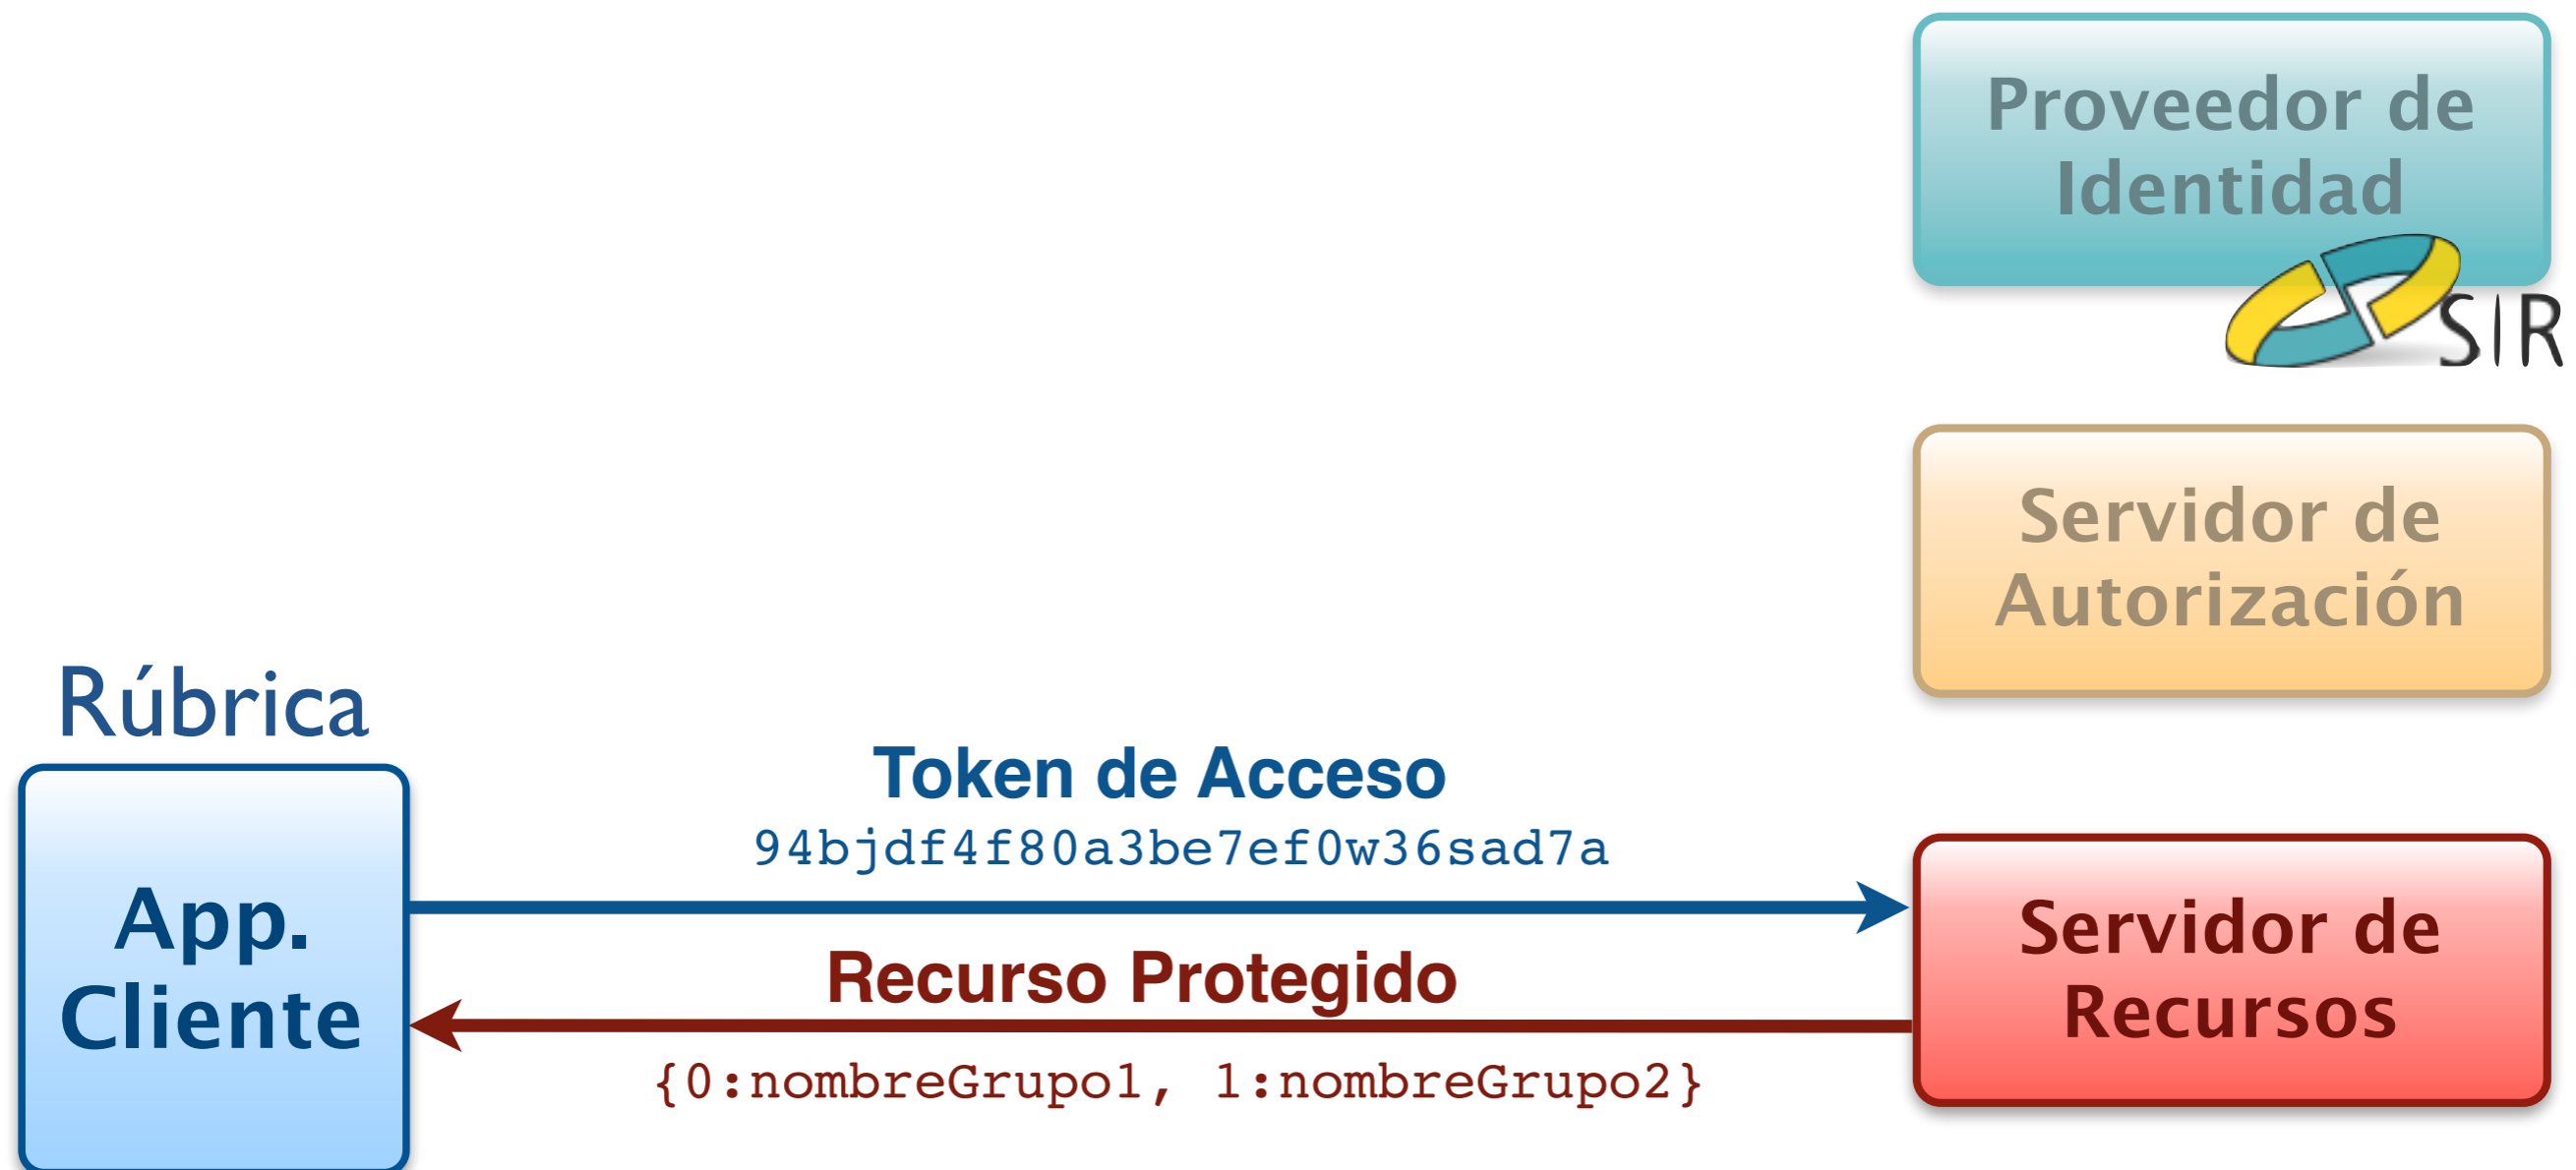 Proveedor de
Identidad
SIR
Servidor de
Autorización
Rúbrica
App.
Cliente
Token de Acceso
94bjdf4f80a3be7ef0w36sad7a
Recurso Protegido
{0:nombreGrupo1, 1:nombreGrupo2}
Servidor de
Recursos